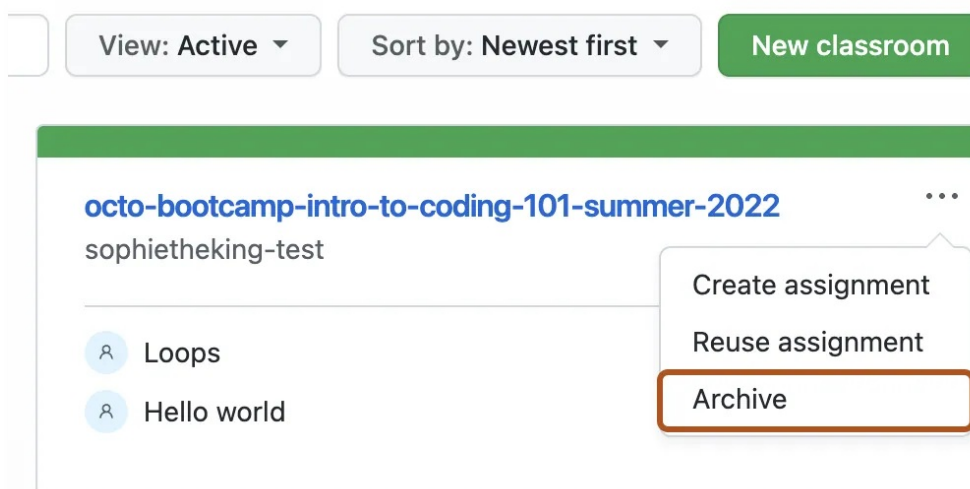 View: Active
Sort by: Newest first
New classroom
octo-bootcamp-intro-to-coding-101-summer-2022
sophietheking-test
Create assignment
Reuse assignment
Archive
Loops
Hello world